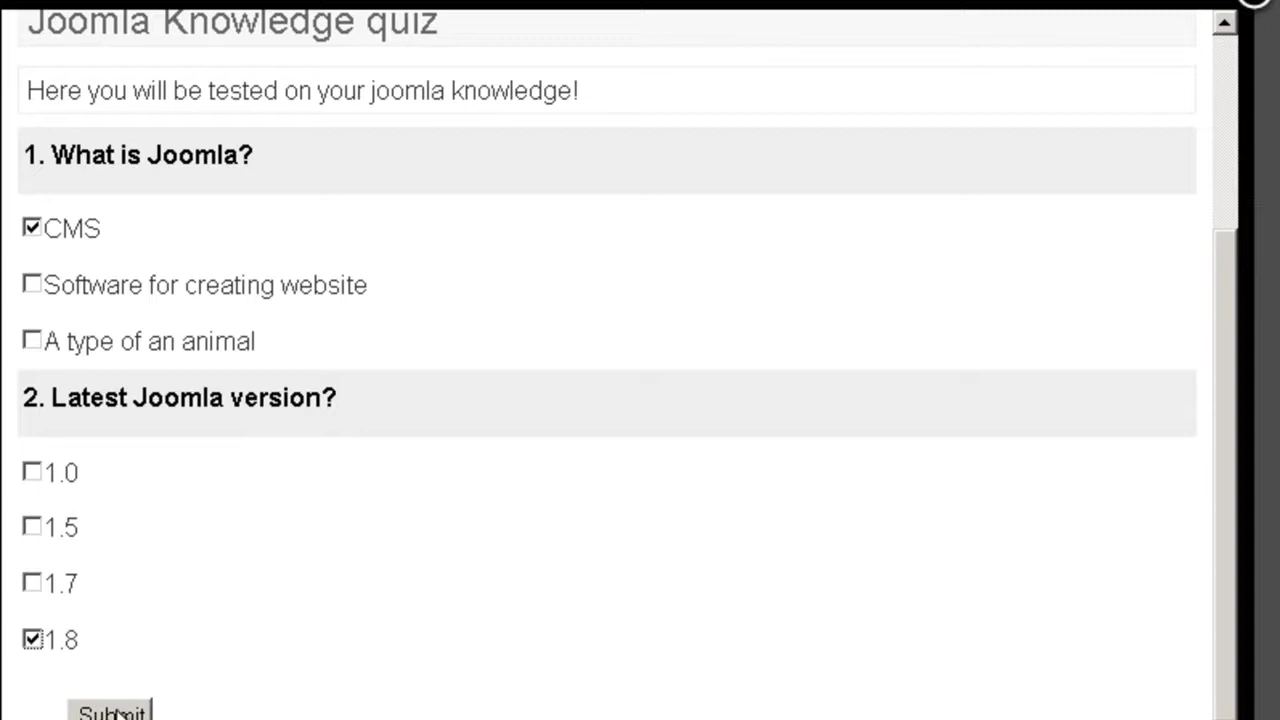 Joomla Knowledge quiz
Here you will be tested on your joomla knowledge!
1. What is Joomla?
CMS
Software for creating website
A type of an animal
2. Latest Joomla version?
1.0
1.5
1.7
1.8
Submit